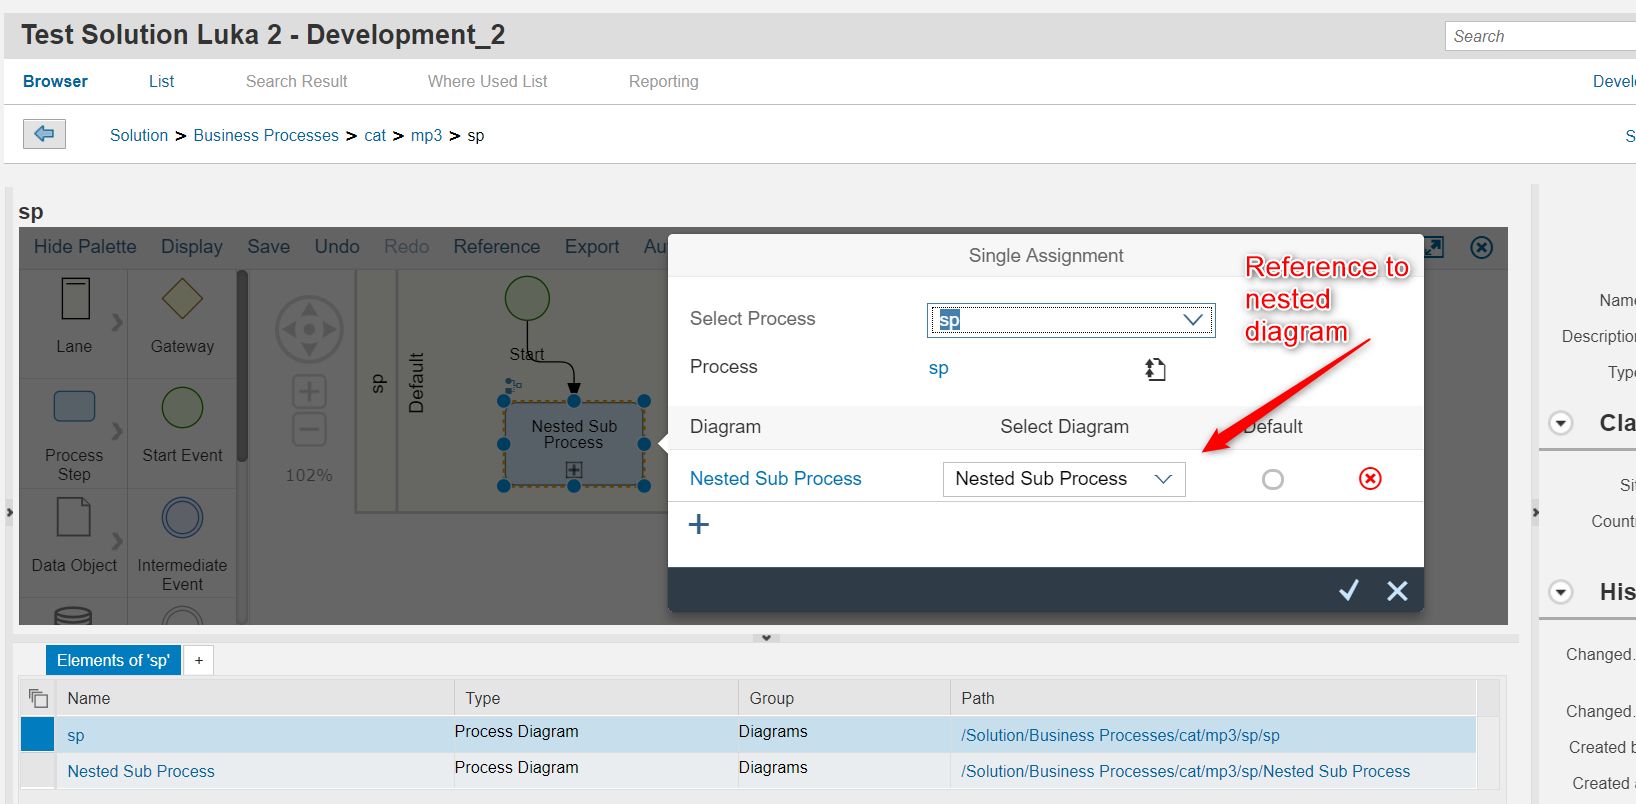 Test Solution Luka 2 - Development_2
Search
Browser List Search Result Where Used List Reporting Devel
Solution > Business Processes > cat > mp3 > sp S
sp
Hide Palette Display Save Undo Redo Reference Export Au
Lane
Gateway
Process
Step
Start Event
Data Object
Intermediate
Event
102%
sp
Default
Start
Nested Sub
Process
Single Assignment
Select Process sp
Process sp
Diagram Select Diagram Default
Nested Sub Process Nested Sub Process
+
Reference to
nested
diagram
Name
Description
Type
Cla
Sit
Countr
His
Changed..
Changed..
Created b
Created a
Elements of 'sp' +
Name Type Group Path
sp Process Diagram Diagrams /Solution/Business Processes/cat/mp3/sp/sp
Nested Sub Process Process Diagram Diagrams /Solution/Business Processes/cat/mp3/sp/Nested Sub Process